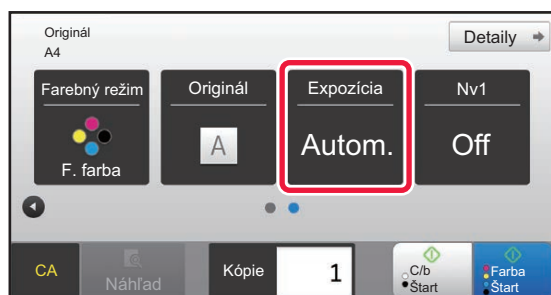 Originál
A4
Detaily
Farebný režim
F. farba
Originál
A
Expozícia
Autom.
Nv1
Off
CA
Náhľad
Kópie
1
C/b
Štart
Farba
Štart